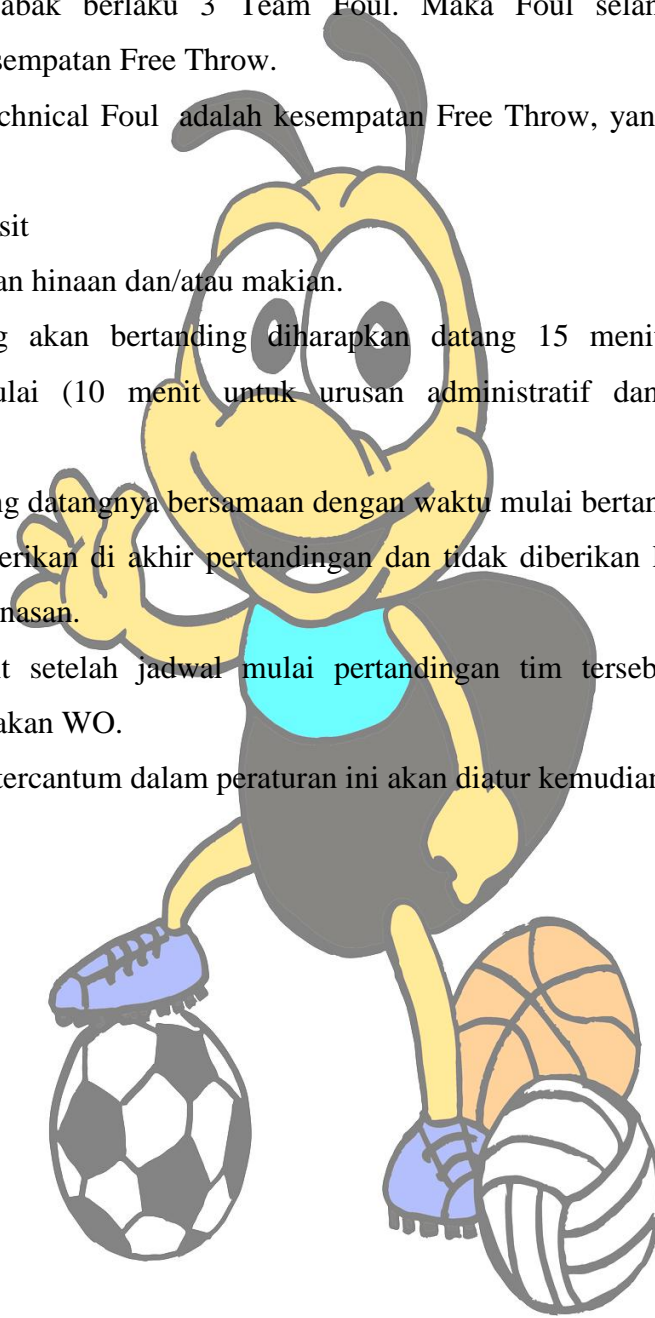 abak berlaku 3 Team Foul. Maka Foul selan
sempatan Free Throw.
chnical Foul adalah kesempatan Free Throw, yan
sit
an hinaan dan/atau makian.
g akan bertanding diharapkan datang 15 menit
ulai (10 menit untuk urusan administratif dan
ng datangnya bersamaan dengan waktu mulai bertan
erikan di akhir pertandingan dan tidak diberikan
nasan.
t setelah jadwal mulai pertandingan tim terseb
akan WO.
tercantum dalam peraturan ini akan diatur kemudian